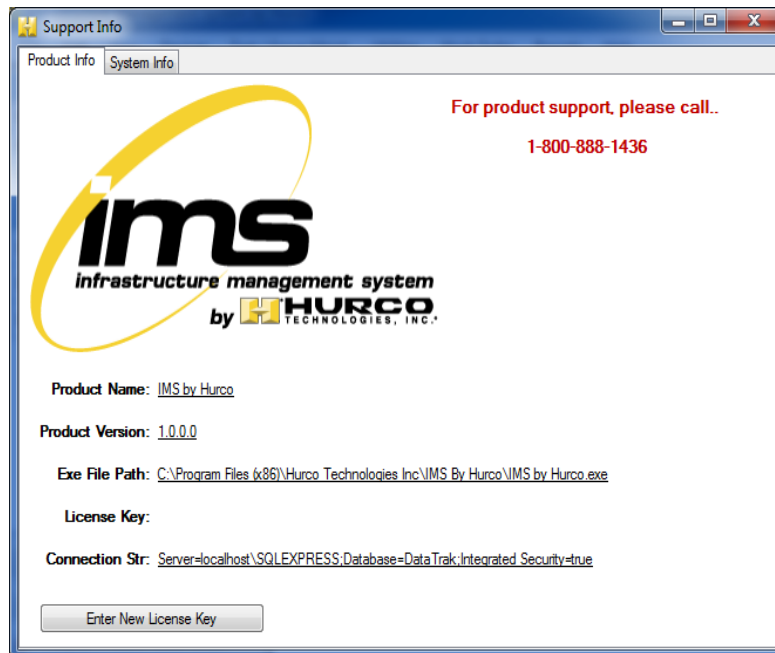 Support Info
Product Info System Info
For product support, please call..
1-800-888-1436
ims
infrastructure management system
by HURCO
TECHNOLOGIES, INC.
Product Name: IMS by Hurco
Product Version: 1.0.0.0
Exe File Path: C:\Program Files (x86)\Hurco Technologies Inc\IMS By Hurco\IMS by Hurco.exe
License Key:
Connection Str: Server=localhost\SQLEXPRESS;Database=DataTrak;Integrated Security=true
Enter New License Key